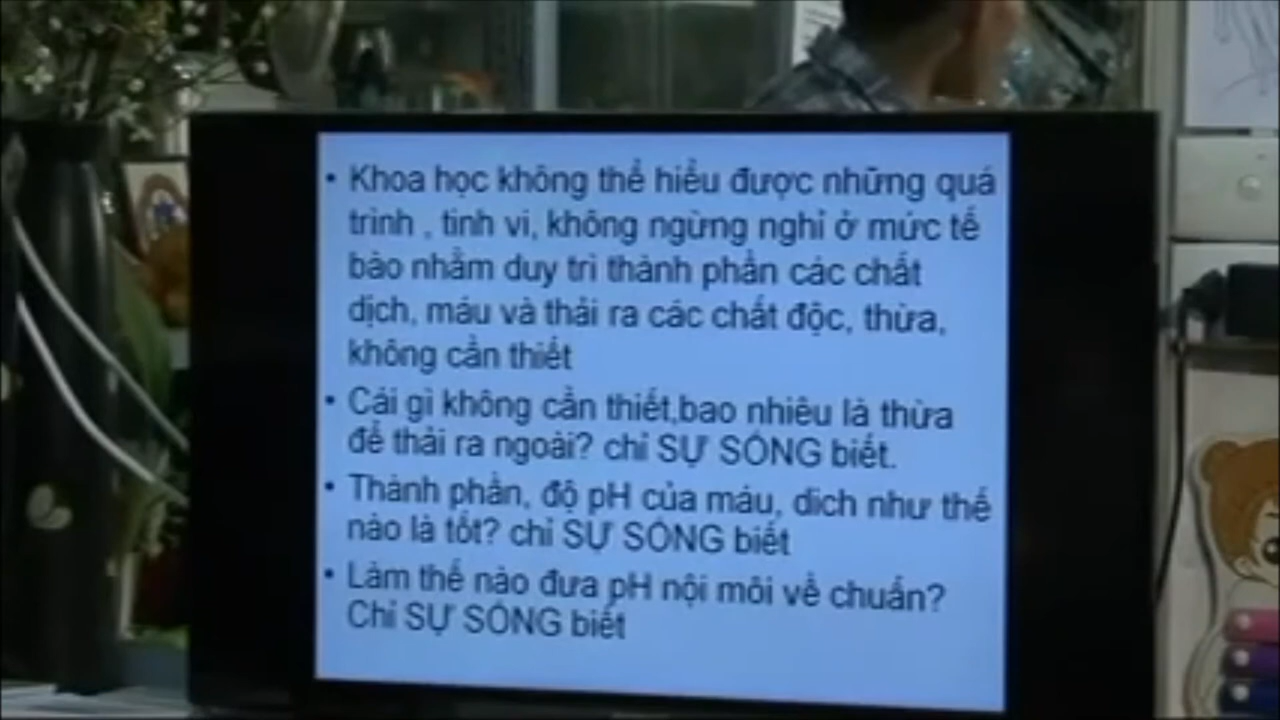 • Khoa học không thể hiểu được những quá
trình , tinh vi, không ngừng nghỉ ở mức tế
bào nhằm duy trì thành phần các chất
dịch, máu và thải ra các chất độc, thừa,
không cần thiết
• Cái gì không cần thiết,bao nhiêu là thừa
để thải ra ngoài? chỉ SỰ SỐNG biết.
• Thành phần, độ pH của máu, dich như thế
nào là tốt? chỉ SỰ SỐNG biết
• Làm thế nào đưa pH nội môi về chuẩn?
Chỉ SỰ SỐNG biết